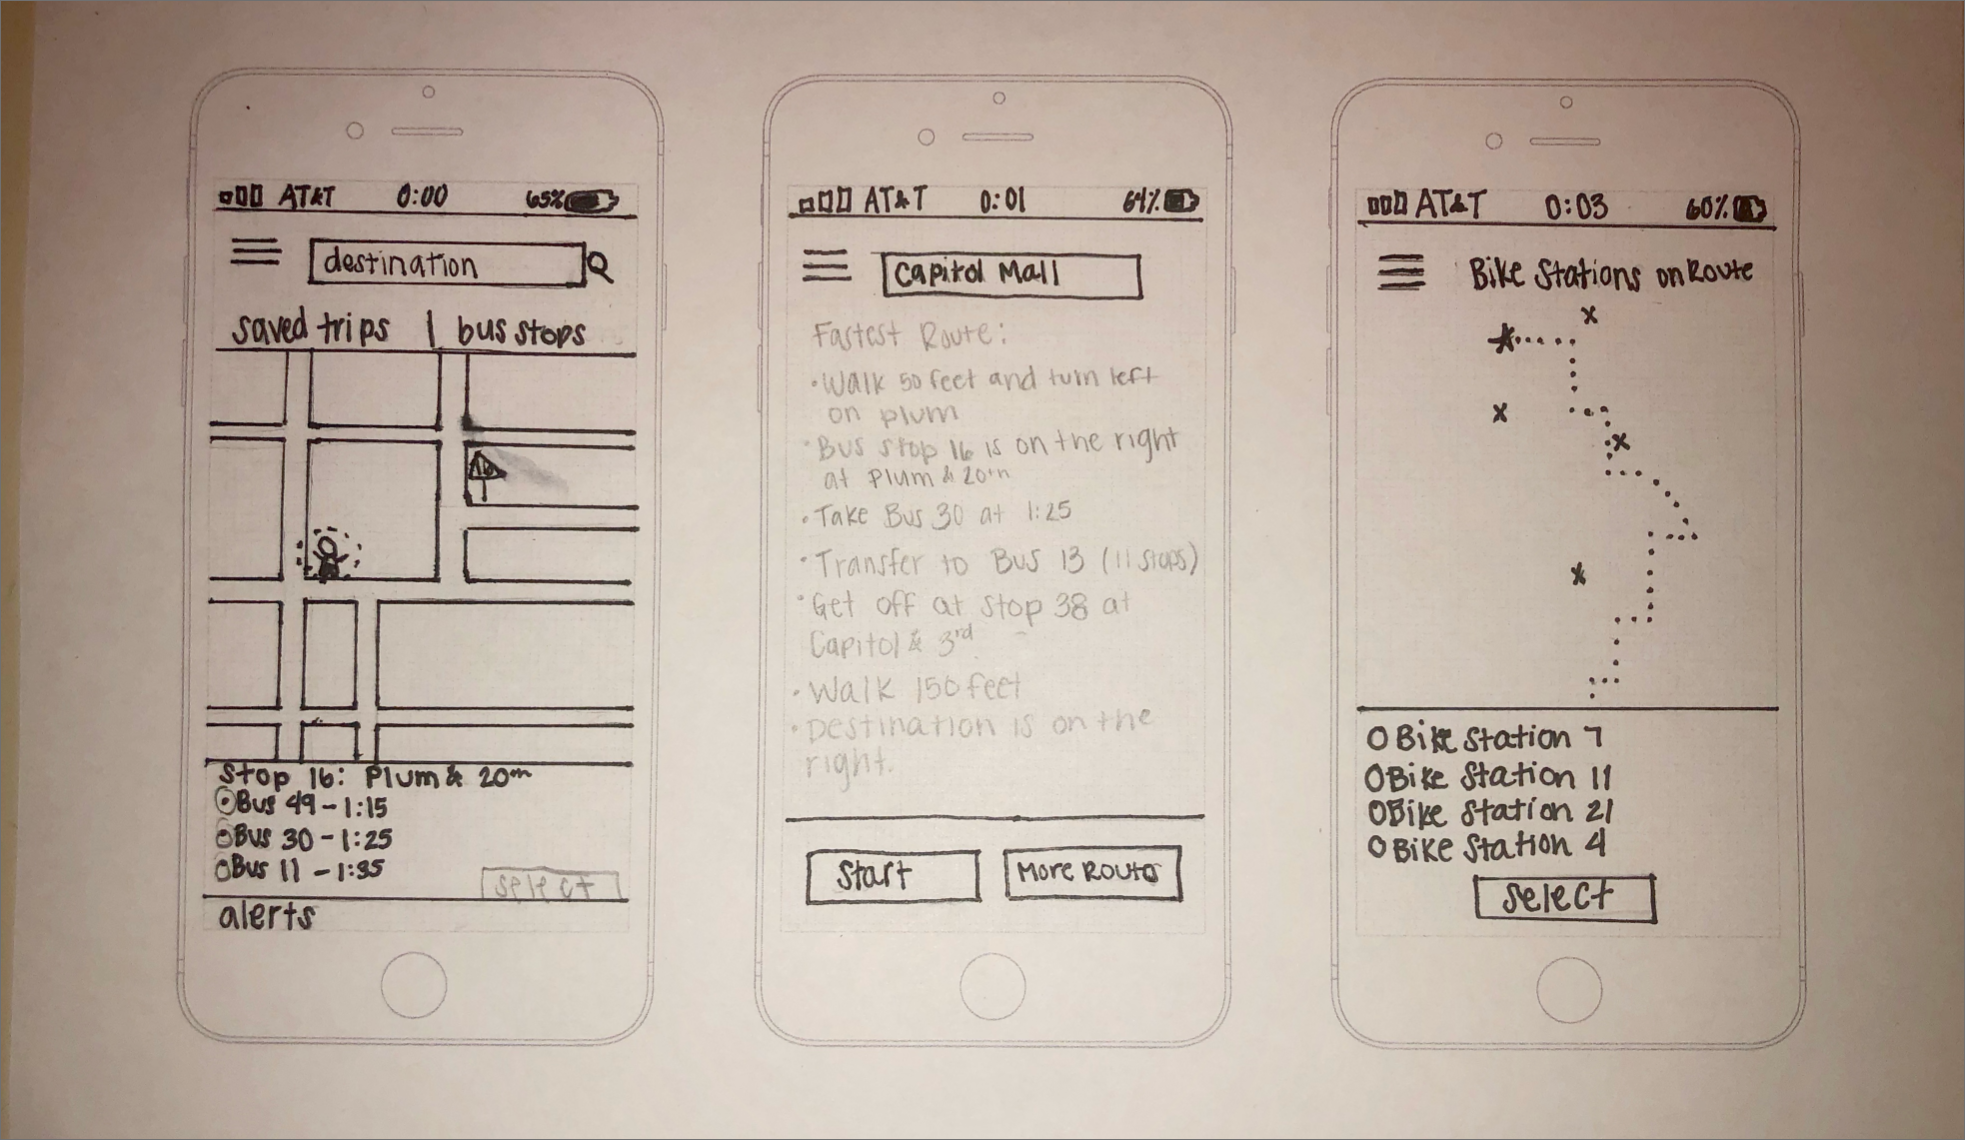 AT&T 0:00 65%
destination
saved trips | bus stops
16
Stop 16: Plum & 20th
Bus 49 - 1:15
Bus 30 - 1:25
Bus 11 - 1:35
select
alerts
AT&T 0:01 64%
Capitol Mall
Fastest Route:
• Walk 50 feet and turn left
on plum
• Bus stop 16 is on the right
at Plum & 20th
• Take Bus 30 at 1:25
• Transfer to Bus 13 (11 stops)
• Get off at stop 38 at
Capitol & 3rd
• Walk 150 feet
• Destination is on the
right.
Start
More Routes
AT&T 0:03 60%
Bike Stations on Route
Bike Station 7
Bike Station 11
Bike Station 21
Bike Station 4
select